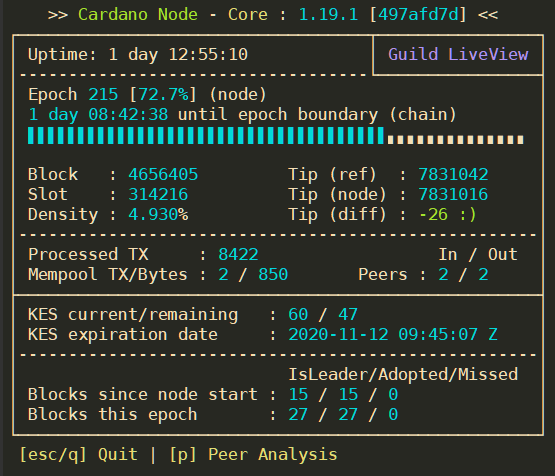 >> Cardano Node - Core : 1.19.1 [497afd7d] <<
Uptime: 1 day 12:55:10 Guild LiveView
Epoch 215 [72.7%] (node)
1 day 08:42:38 until epoch boundary (chain)
Block : 4656405 Tip (ref) : 7831042
Slot : 314216 Tip (node) : 7831016
Density : 4.930% Tip (diff) : -26 :)
Processed TX : 8422 In / Out
Mempool TX/Bytes : 2 / 850 Peers : 2 / 2
KES current/remaining : 60 / 47
KES expiration date : 2020-11-12 09:45:07 Z
IsLeader/Adopted/Missed
Blocks since node start : 15 / 15 / 0
Blocks this epoch : 27 / 27 / 0
[esc/q] Quit | [p] Peer Analysis